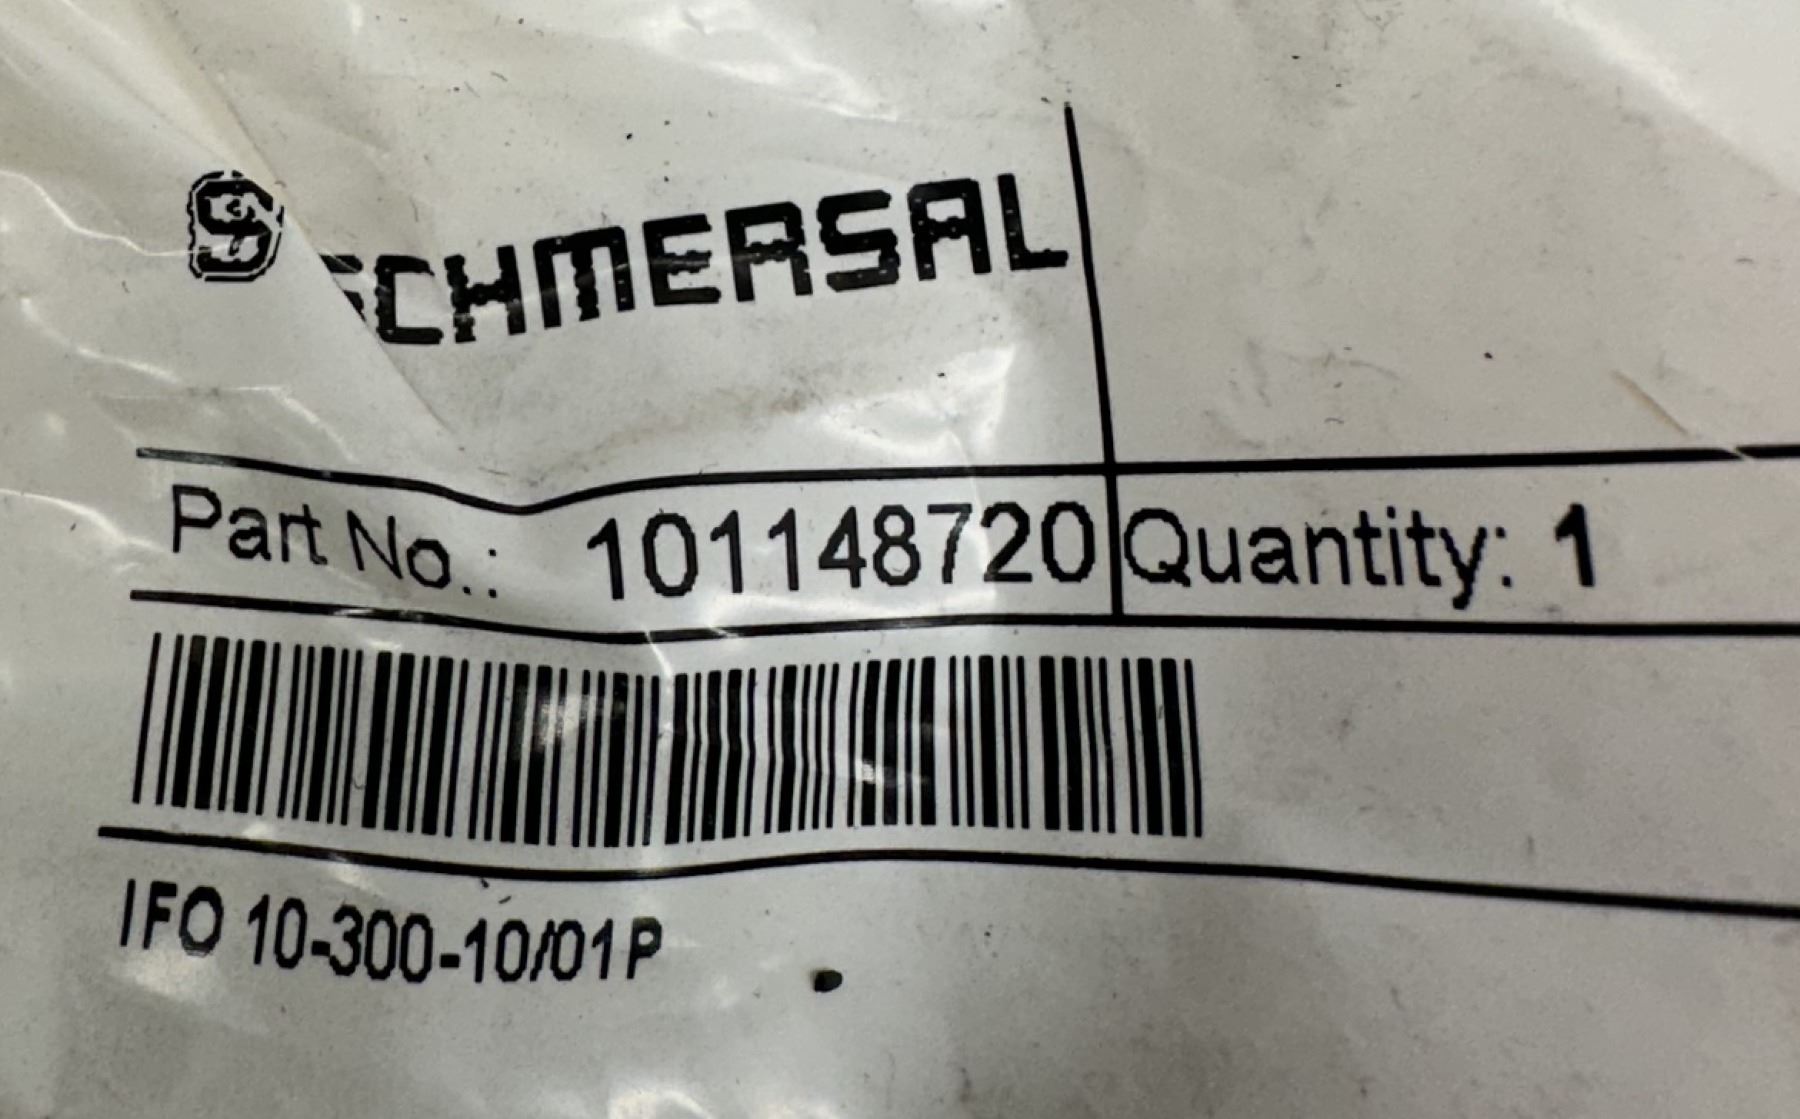 S SCHMERSAL
Part No.: 101148720 Quantity: 1
IFO 10-300-10/01P